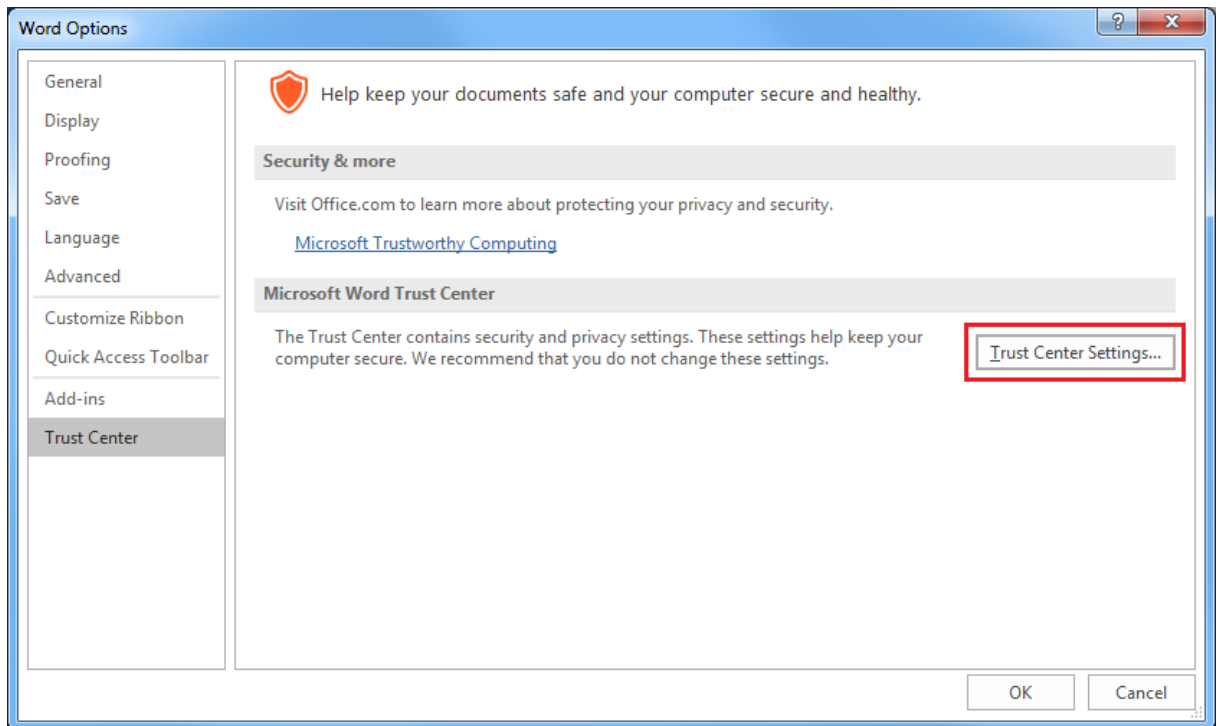 Word Options
General
Display
Proofing
Save
Language
Advanced
Customize Ribbon
Quick Access Toolbar
Add-ins
Trust Center
Help keep your documents safe and your computer secure and healthy.
Security & more
Visit Office.com to learn more about protecting your privacy and security.
Microsoft Trustworthy Computing
Microsoft Word Trust Center
The Trust Center contains security and privacy settings. These settings help keep your
computer secure. We recommend that you do not change these settings.
Trust Center Settings...
OK
Cancel